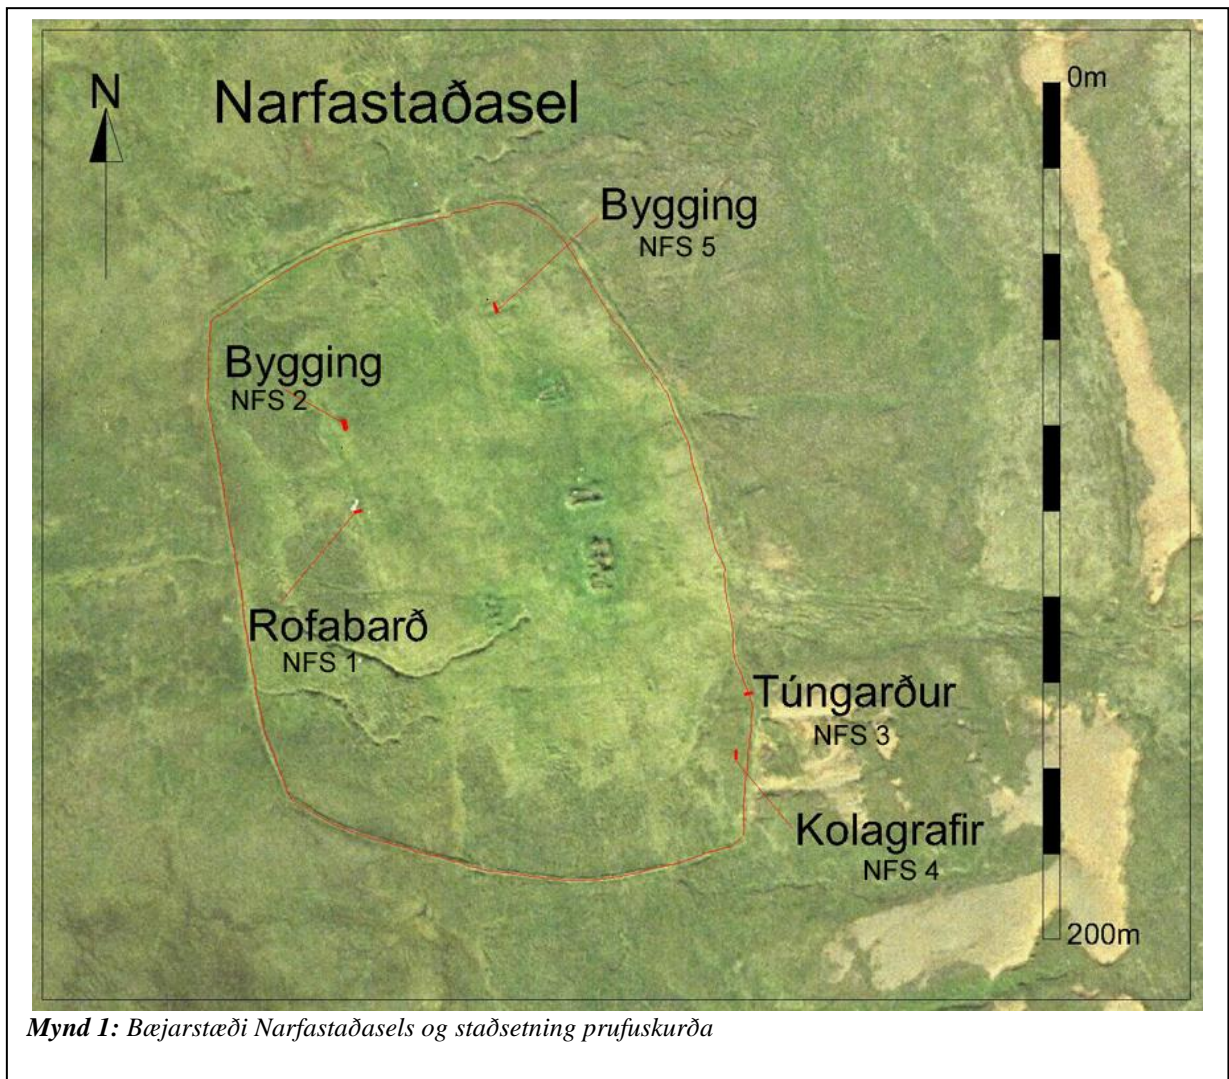 N
Narfastaðasel
0m
Bygging
NFS 5
Bygging
NFS 2
Rofabarð
NFS 1
Túngarður
NFS 3
Kolagrafir
NFS 4
200m
Mynd 1: Bæjarstæði Narfastaðasels og staðsetning prufuskurða